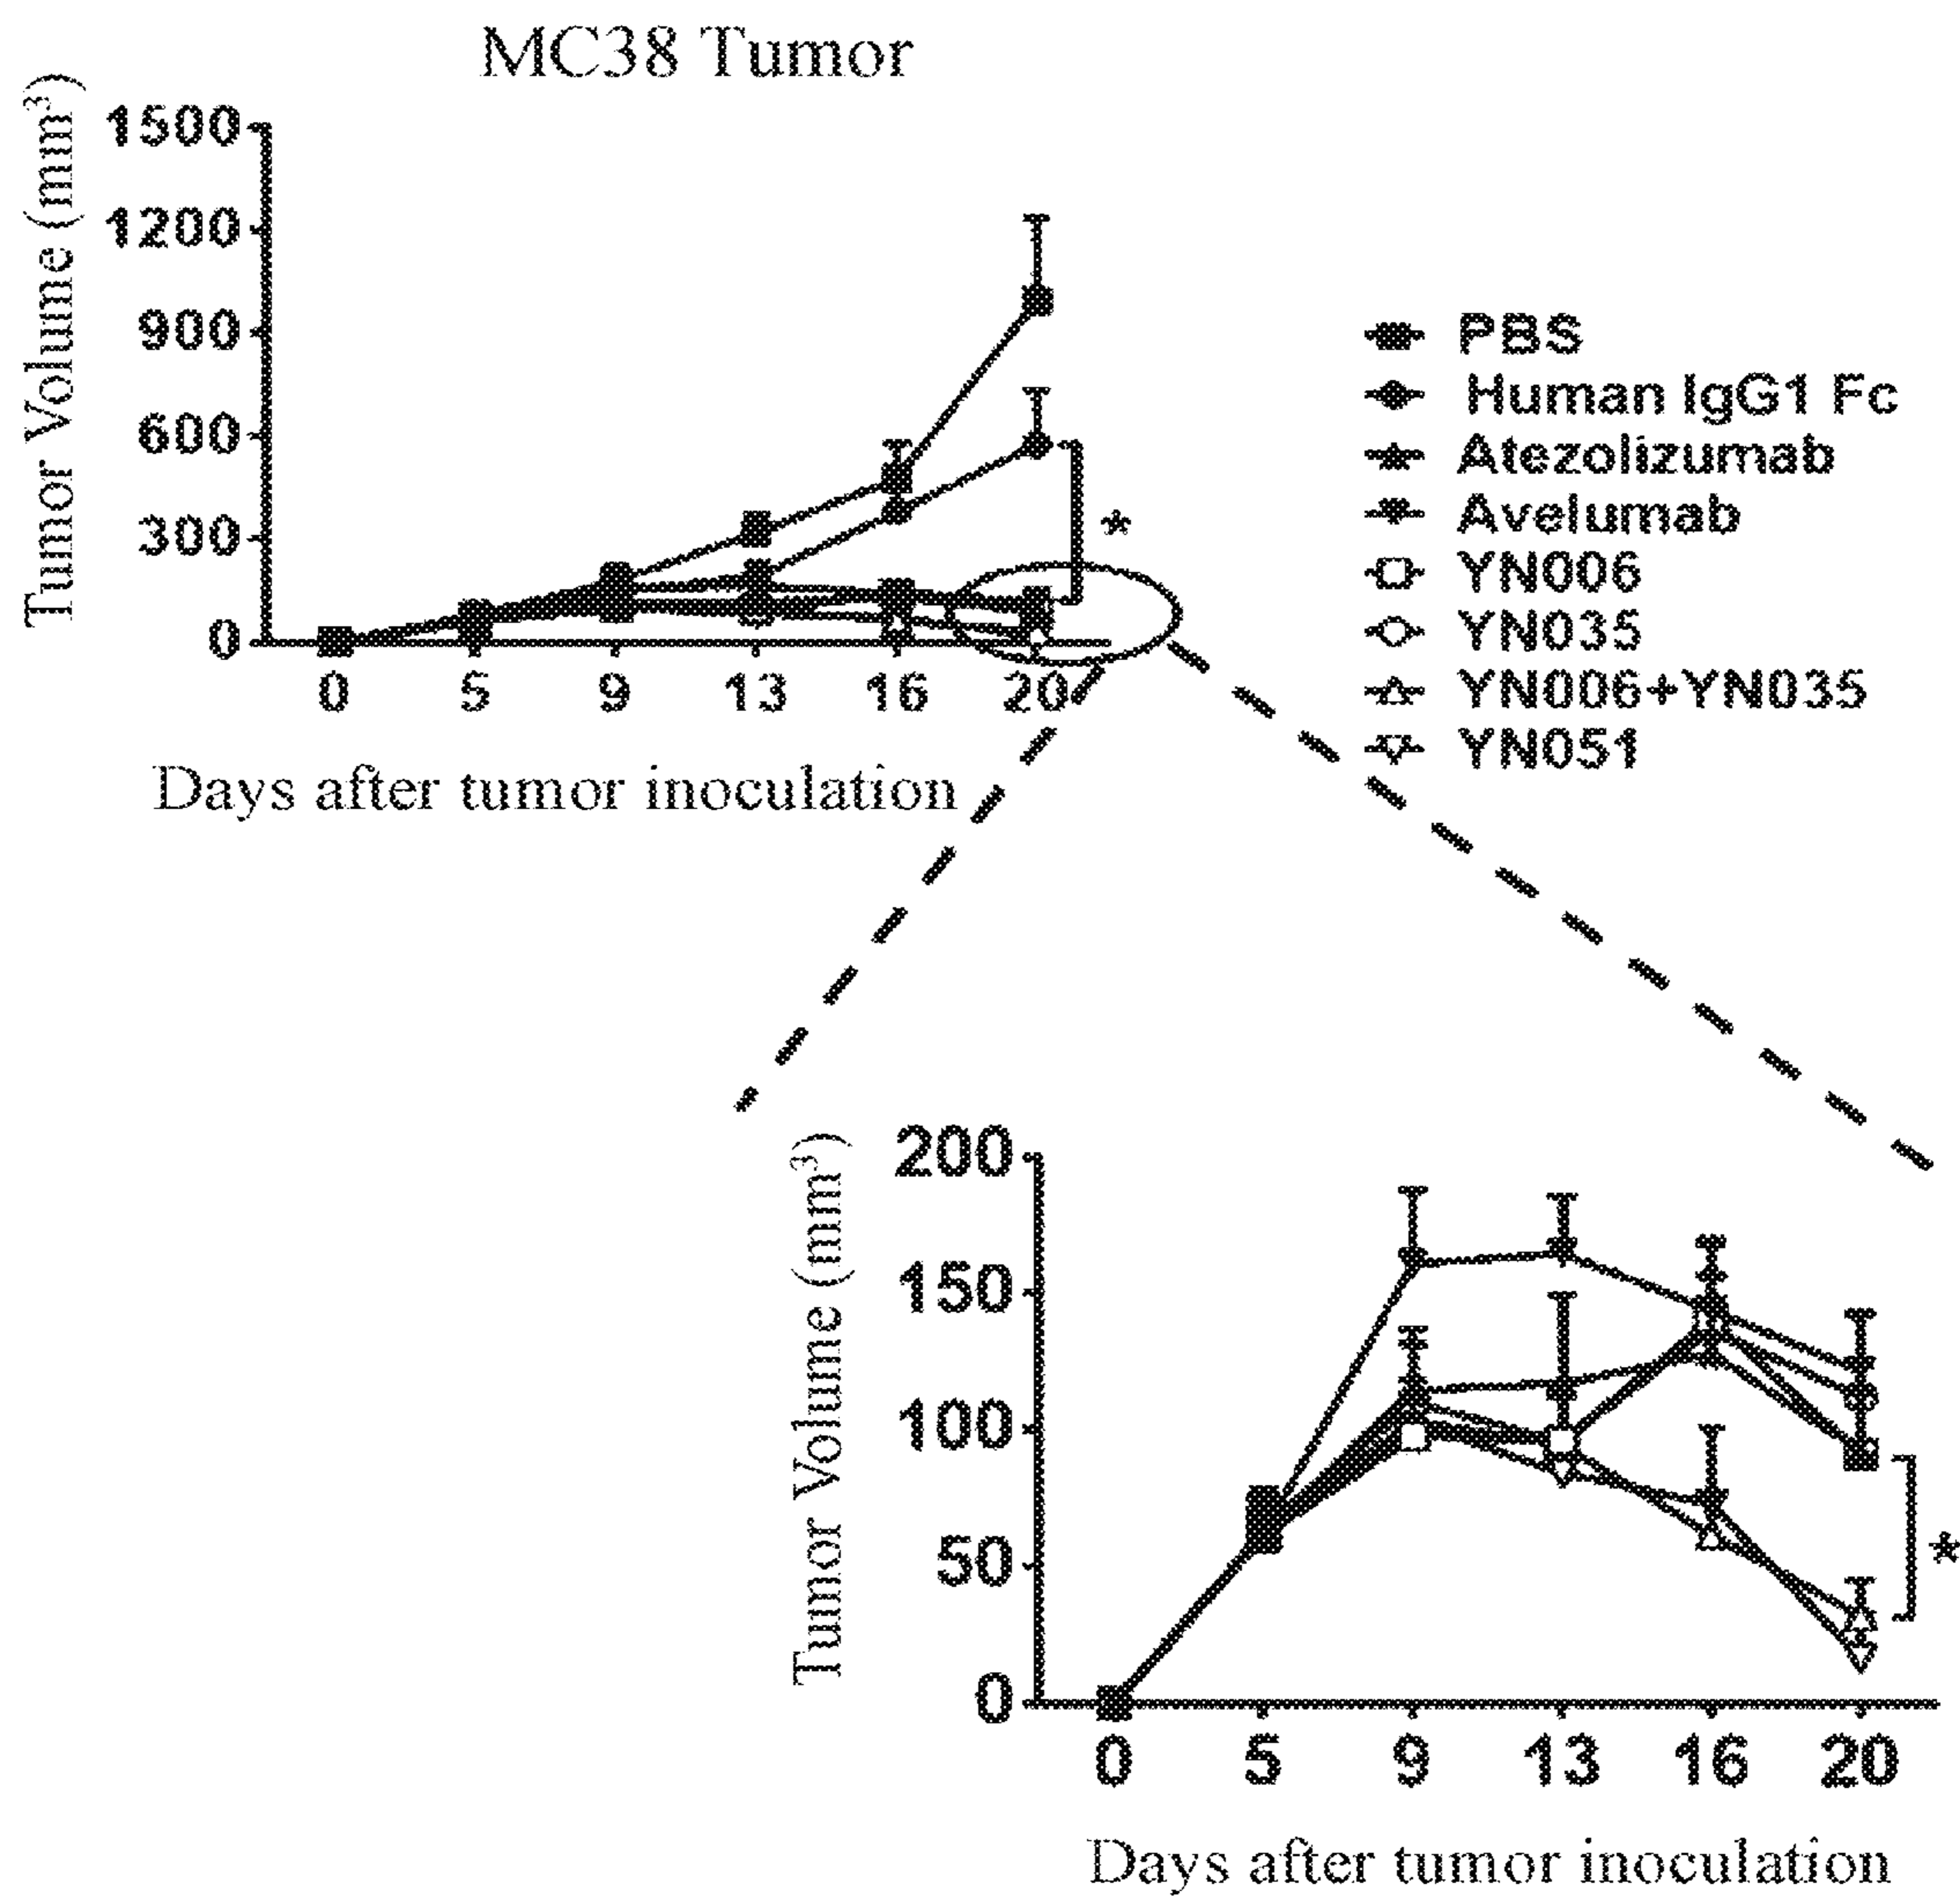 MC38 Tumor
Tumor Volume (mm³)
1500
1200
900
600
300
0
0 5 9 13 16 20
Days after tumor inoculation
*
PBS
Human IgG1 Fc
Atezolizumab
Avelumab
YN006
YN035
YN006+YN035
YN051
Tumor Volume (mm³)
200
150
100
50
0
0 5 9 13 16 20
Days after tumor inoculation
*